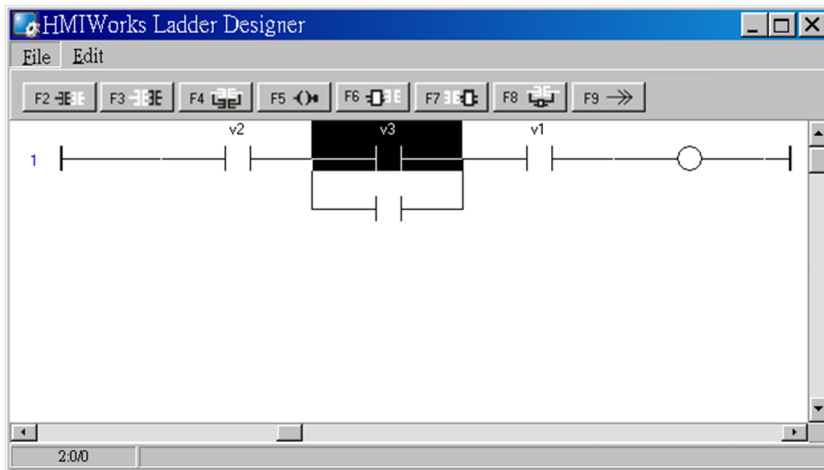 HMIWorks Ladder Designer
File Edit
F2 F3 F4 F5 F6 F7 F8 F9
v2 v3 v1
1
2:0/0